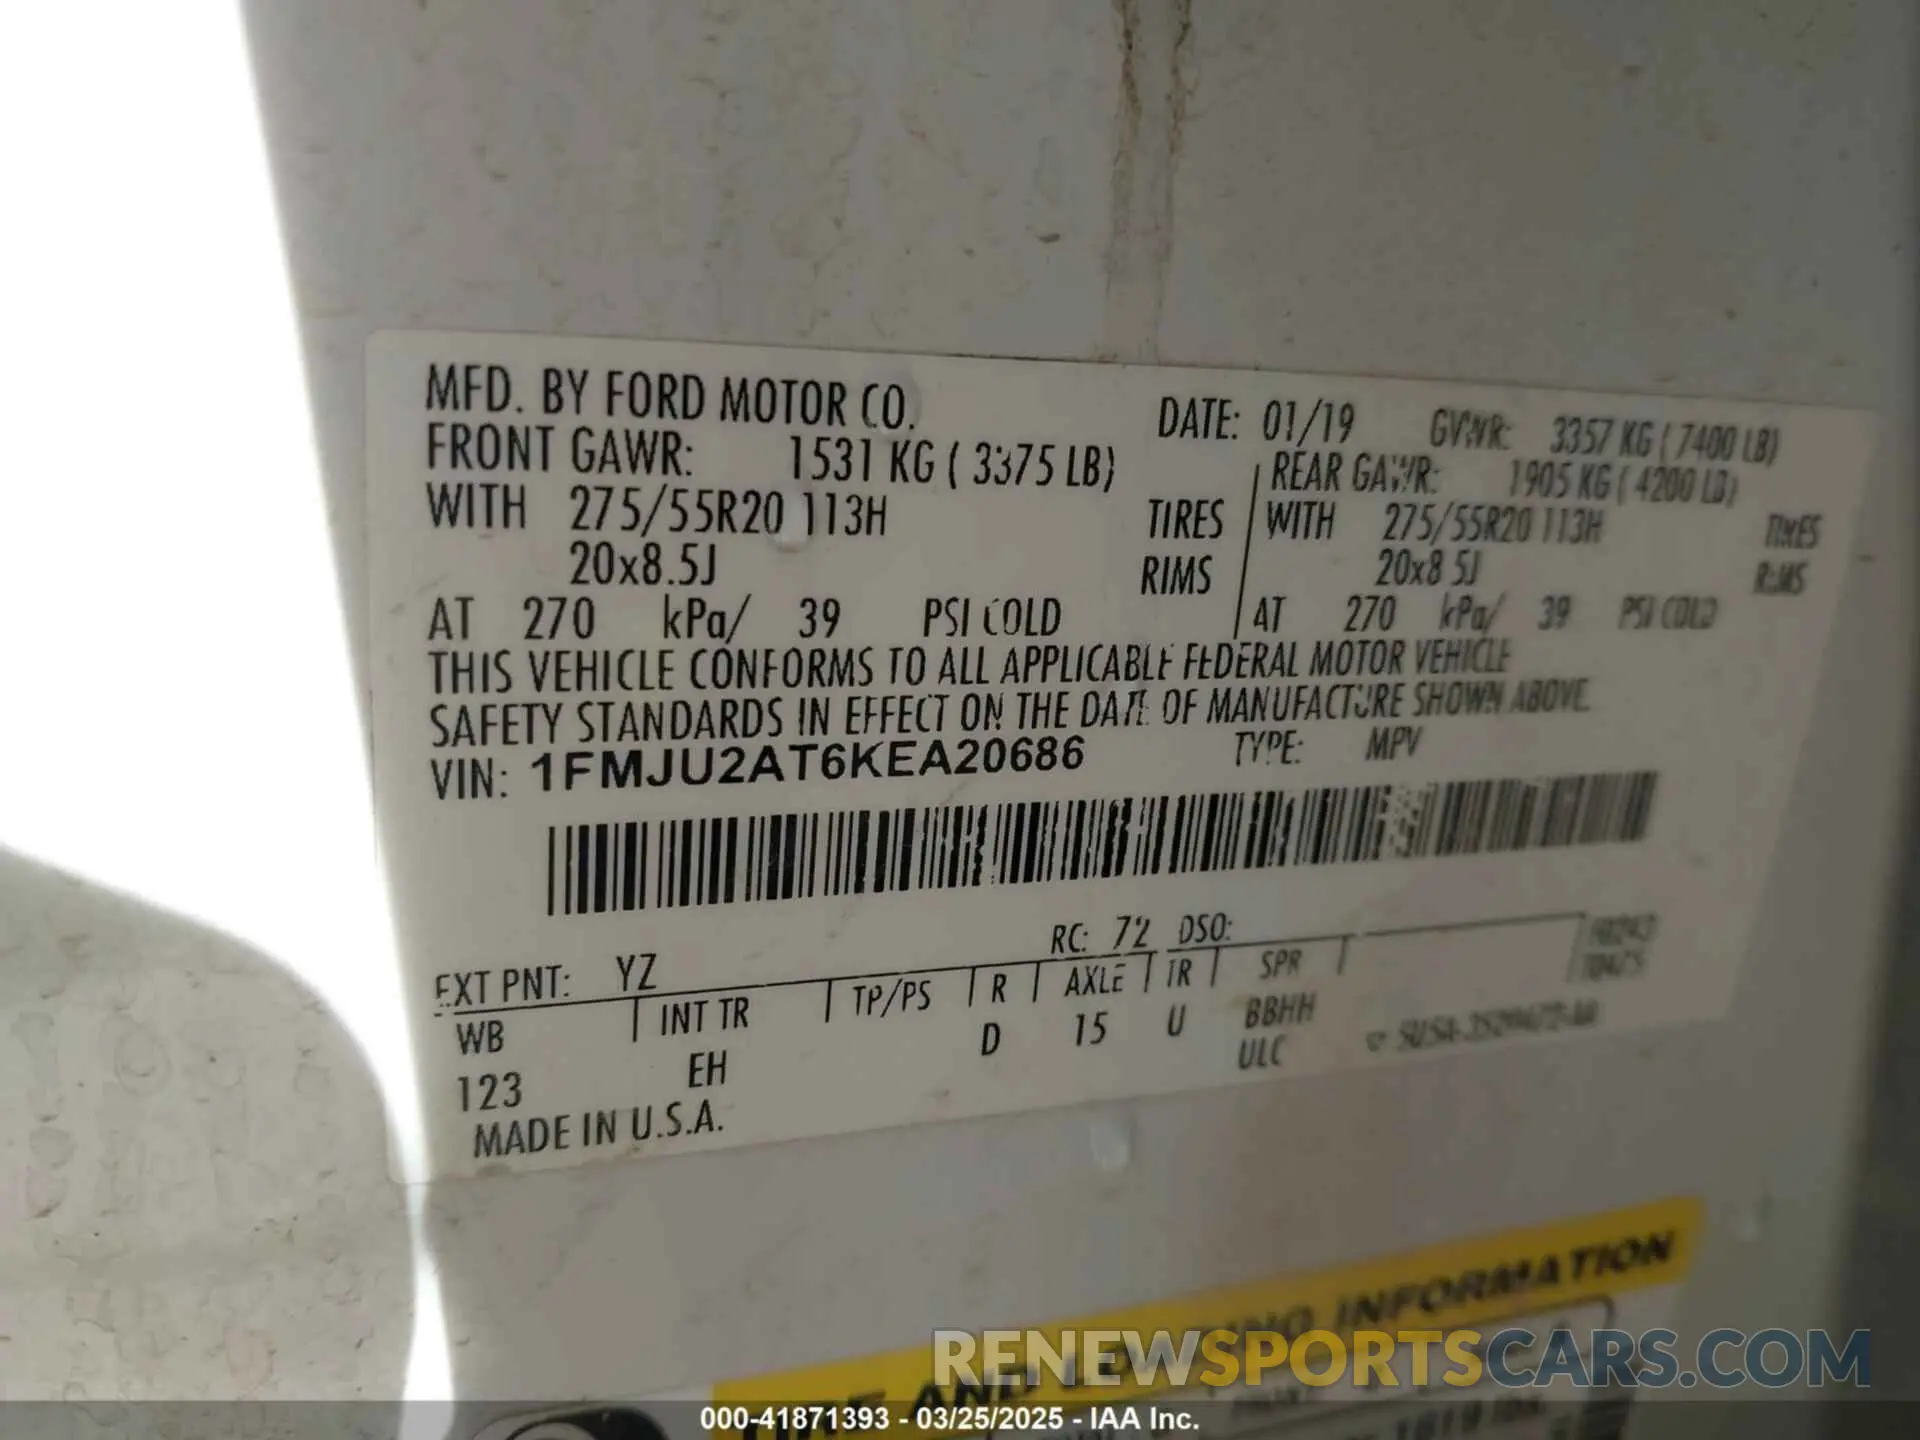 MFD. BY FORD MOTOR CO.
DATE: 01/19 GVWR: 3357 KG ( 7400 LB)
FRONT GAWR: 1531 KG ( 3375 LB)
REAR GAWR: 1905 KG ( 4200 LB)
WITH 275/55R20 113H TIRES
WITH 275/55R20 113H TIRES
20x8.5J RIMS
20x8.5J RIMS
AT 270 kPa/ 39 PSI COLD
AT 270 kPa/ 39 PSI COLD
THIS VEHICLE CONFORMS TO ALL APPLICABLE FEDERAL MOTOR VEHICLE
SAFETY STANDARDS IN EFFECT ON THE DATE OF MANUFACTURE SHOWN ABOVE
VIN: 1FMJU2AT6KEA20686 TYPE: MPV
EXT PNT: YZ RC: 72 DSO:
WB INT TR TP/PS R AXLE TR SPR
123 EH D 15 U BBHH
ULC
MADE IN U.S.A.
TIRE AND LOADING INFORMATION
RENEWSPORTSCARS.COM
000-41871393 - 03/25/2025 - IAA Inc.